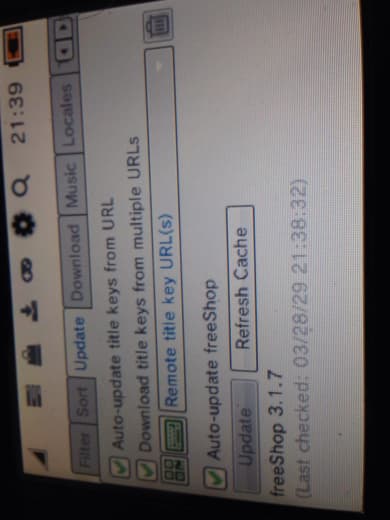 21:39
Filter Sort Update Download Music Locales
Auto-update title keys from URL
Download title keys from multiple URLs
Remote title key URL(s)
Auto-update freeShop
Update Refresh Cache
freeShop 3.1.7
(Last checked: 03/28/29 21:38:32)